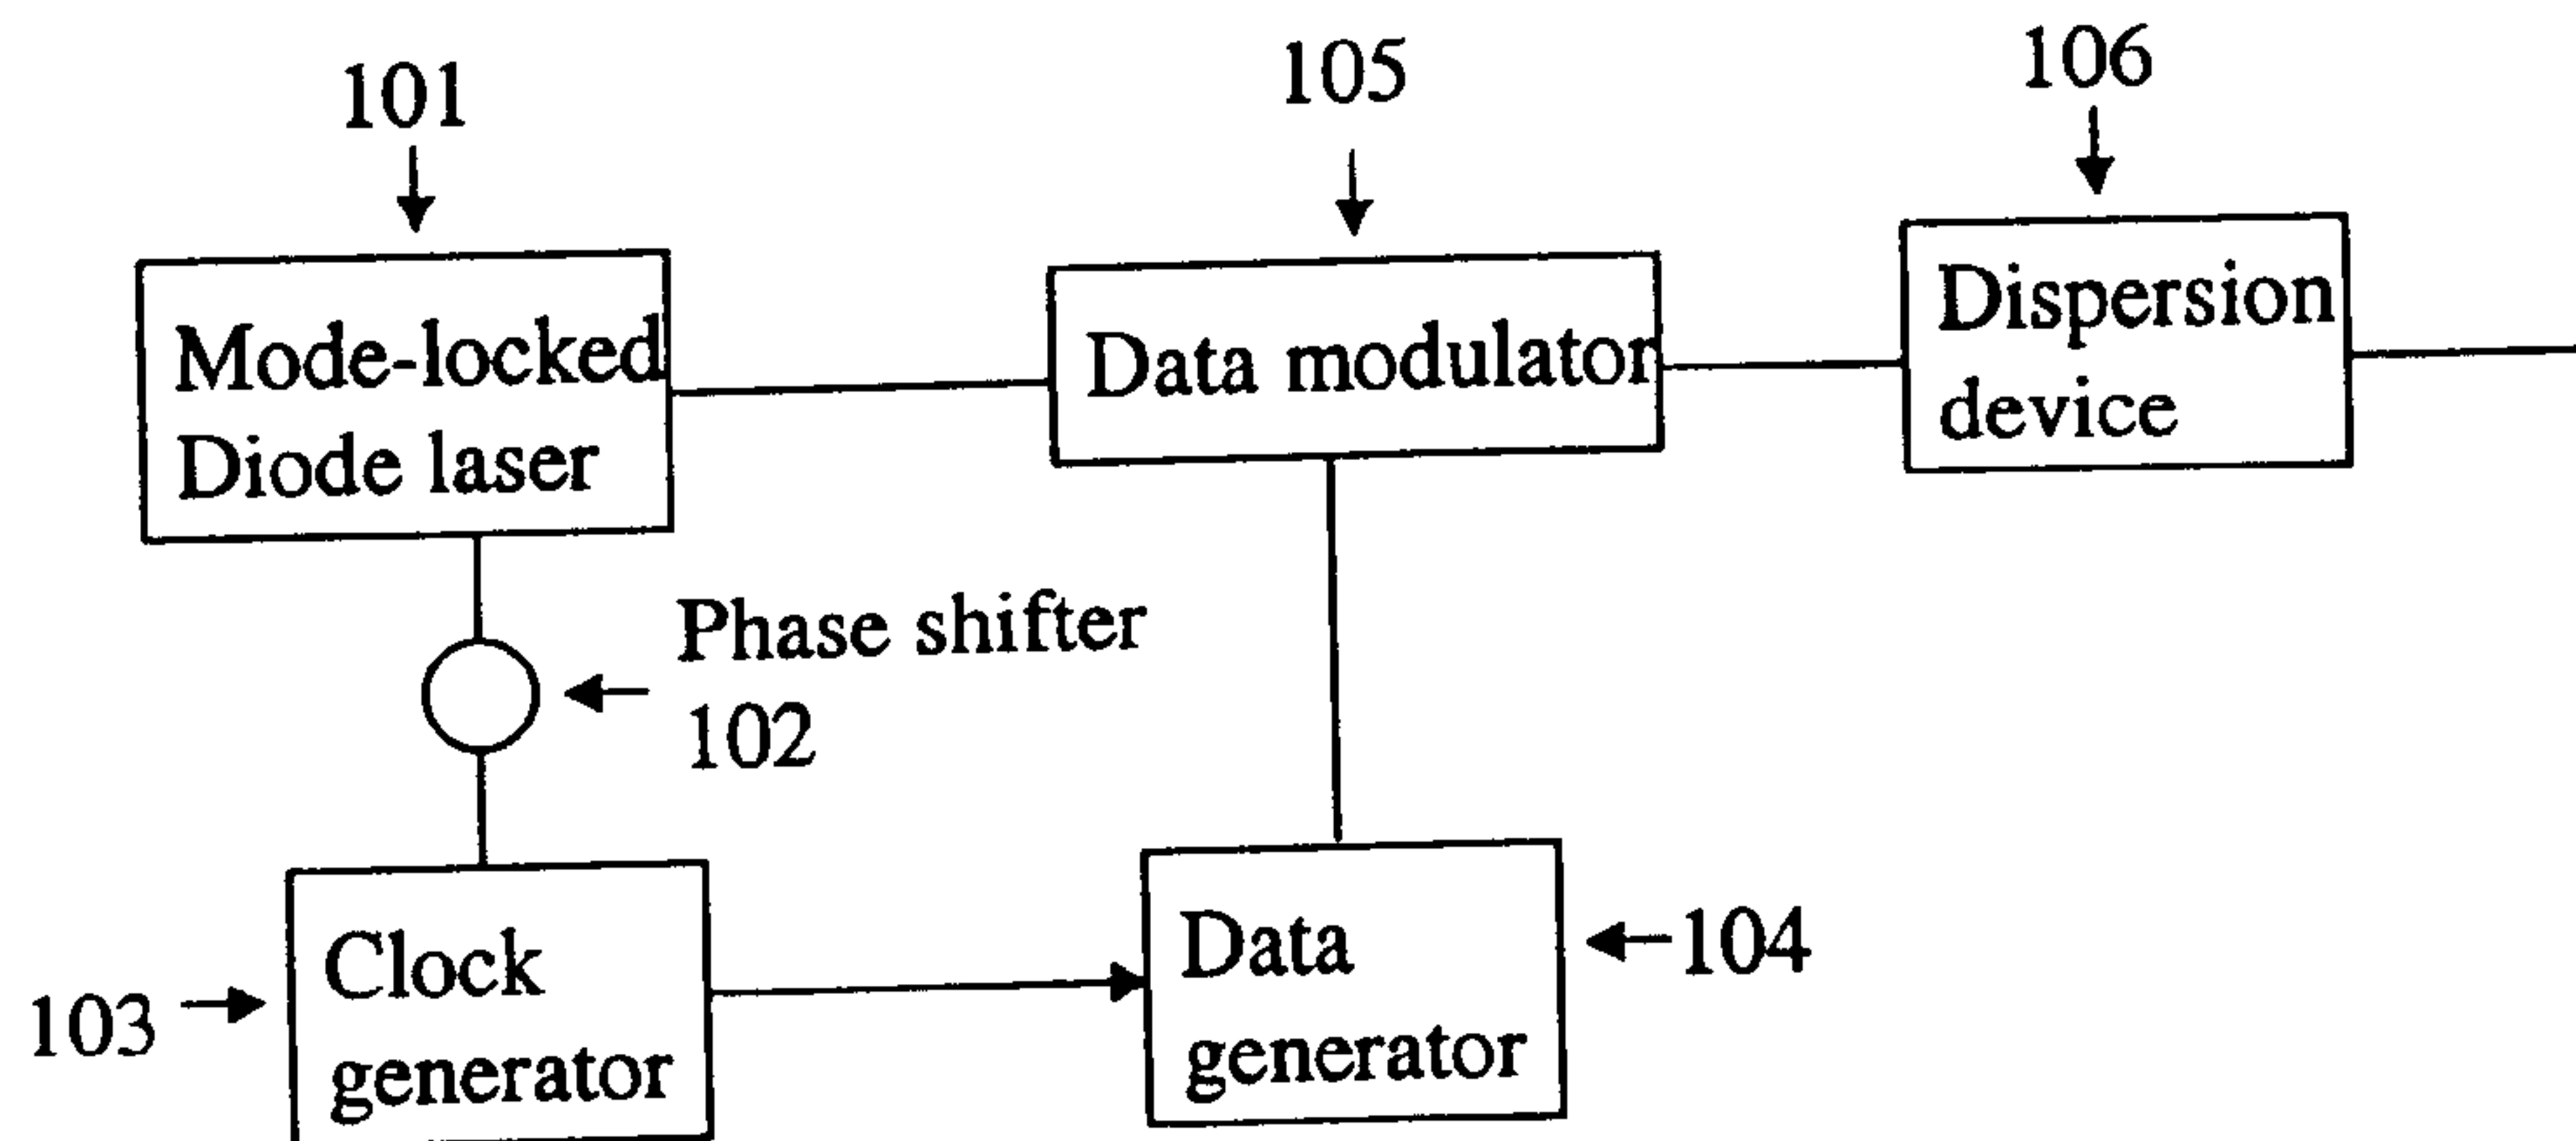 101
105
106
Mode-locked
Diode laser
Data modulator
Dispersion
device
Phase shifter
102
103
Clock
generator
Data
generator
104